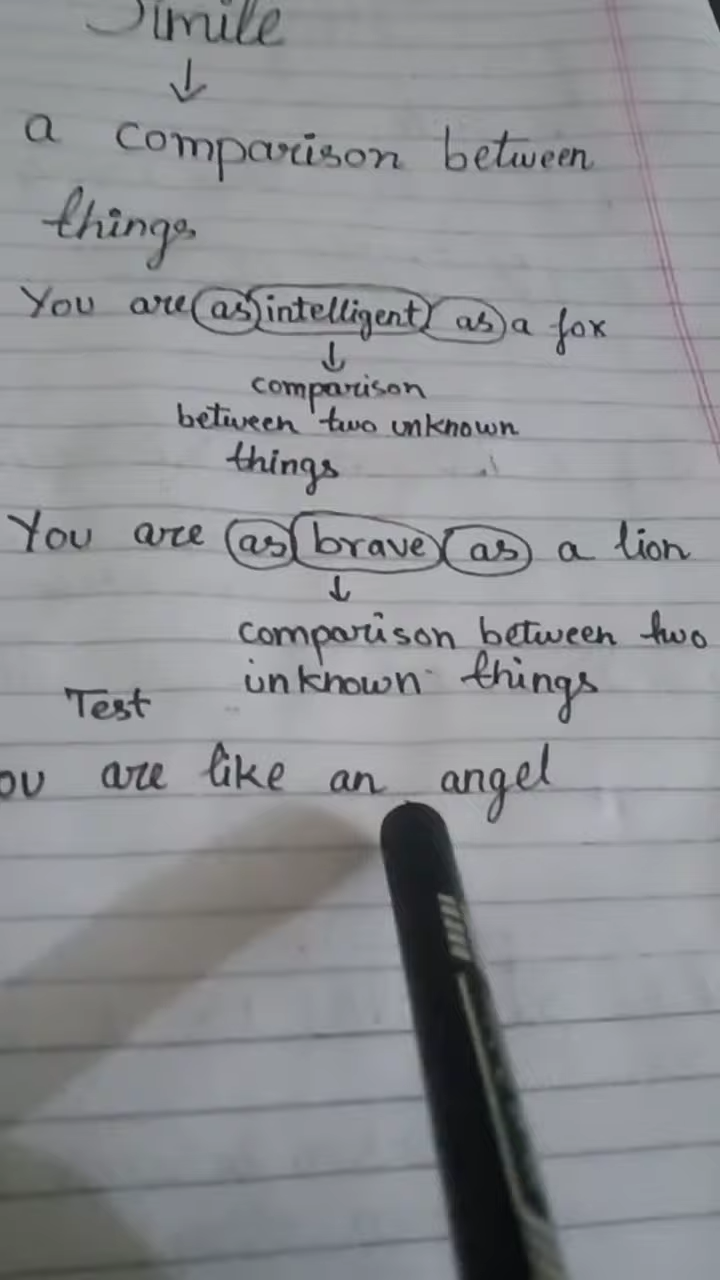 Simile
↓
a comparison between
things
You are as intelligent as a fox
↓
comparison
between two unknown
things
You are as brave as a lion
↓
comparison between two
unknown things
Test
ou are like an angel